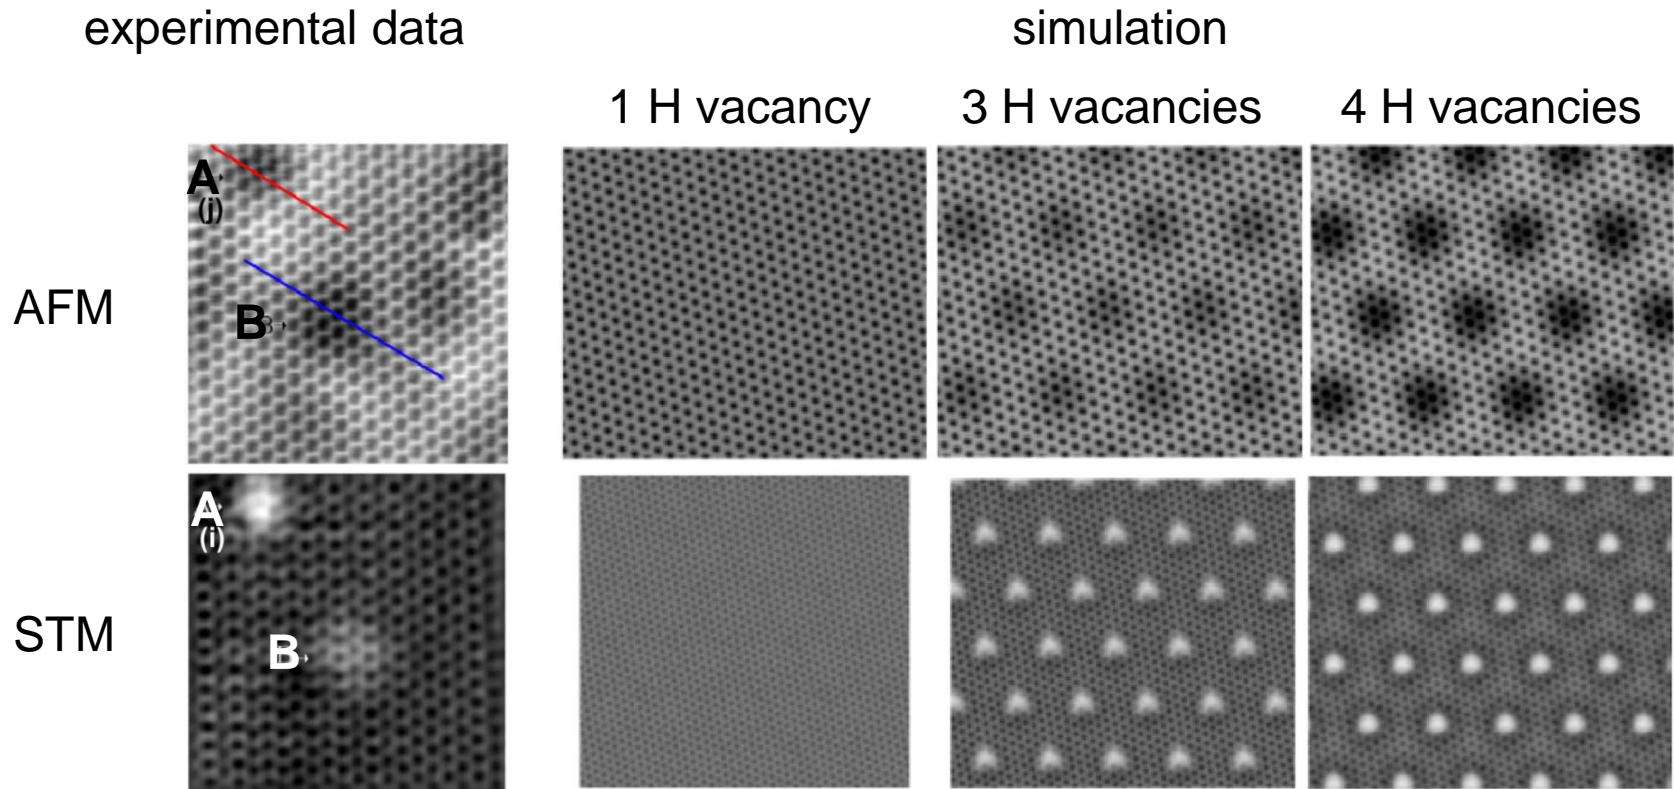 experimental data
simulation
1 H vacancy
3 H vacancies
4 H vacancies
AFM
A
(j)
B
STM
A
(i)
B